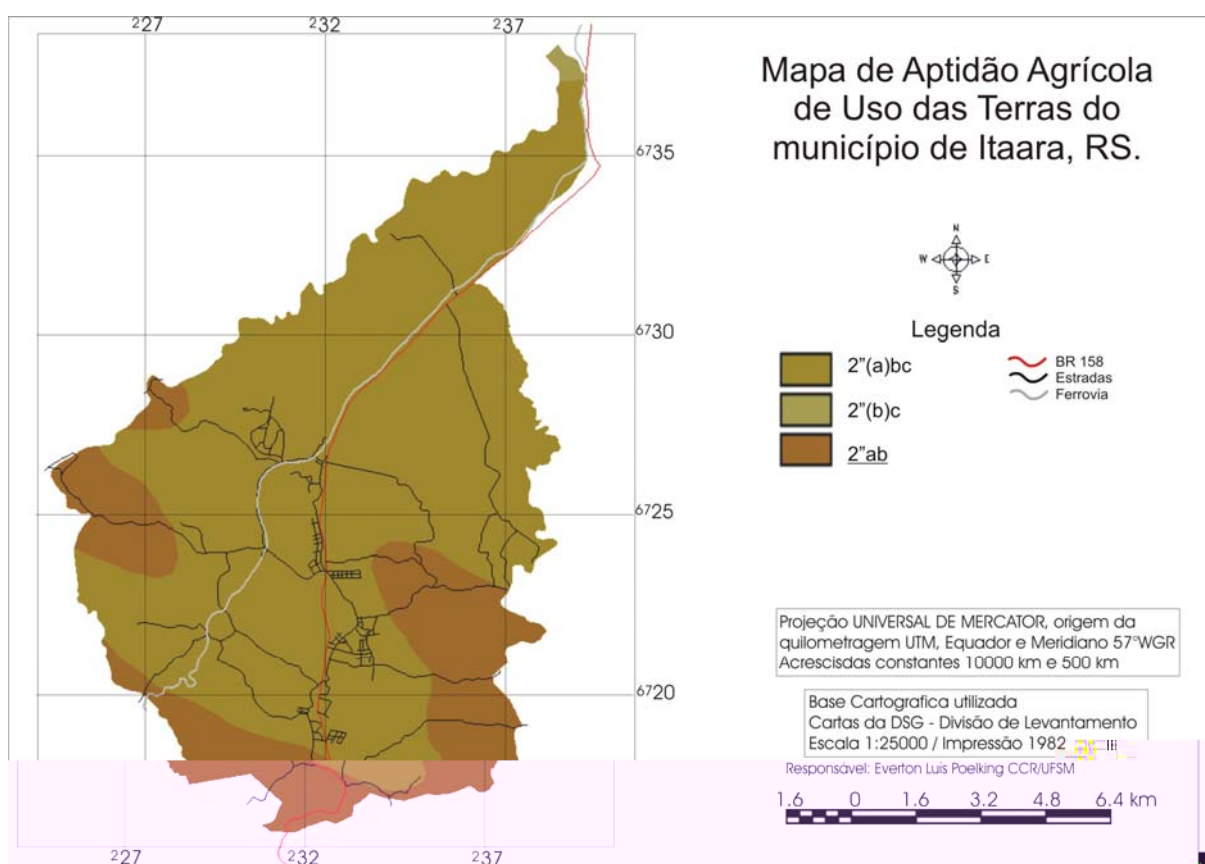 227 232 237
Mapa de Aptidão Agrícola
de Uso das Terras do
município de Itaara, RS.
6735
N
W E
S
6730
Legenda
2"(a)bc
2"(b)c
2"ab
BR 158
Estradas
Ferrovia
6725
Projeção UNIVERSAL DE MERCATOR, origem da
quilometragem UTM, Equador e Meridiano 57°WGR
Acrescisdas constantes 10000 km e 500 km
6720
Base Cartografica utilizada
Cartas da DSG - Divisão de Levantamento
Escala 1:25000 / Impressão 1982
Responsável: Everton Luis Poelking CCR/UFSM
1.6 0 1.6 3.2 4.8 6.4 km
227 232 237